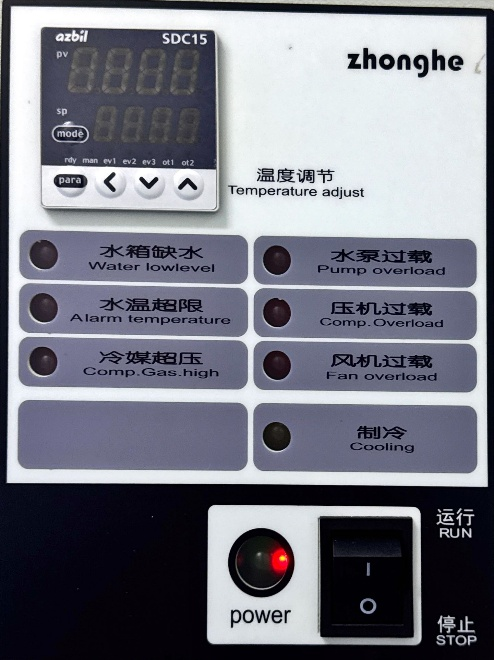 azbil SDC15
zhonghe
pv
sp
mode
rdy man ev1 ev2 ev3 ot1 ot2
para
温度调节
Temperature adjust
水箱缺水
Water lowlevel
水泵过载
Pump overload
水温超限
Alarm temperature
压机过载
Comp.Overload
冷媒超压
Comp.Gas.high
风机过载
Fan overload
制冷
Cooling
运行
RUN
I
O
power
停止
STOP